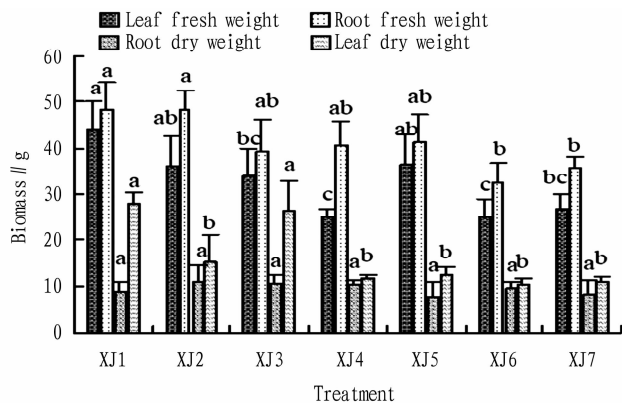 Leaf fresh weight Root fresh weight
Root dry weight Leaf dry weight
Biomass∥g
60
50
40
30
20
10
0
a a a a
ab a a b
bc ab a a
c ab a b
ab ab a b
c b a b
bc b a b
XJ1 XJ2 XJ3 XJ4 XJ5 XJ6 XJ7
Treatment